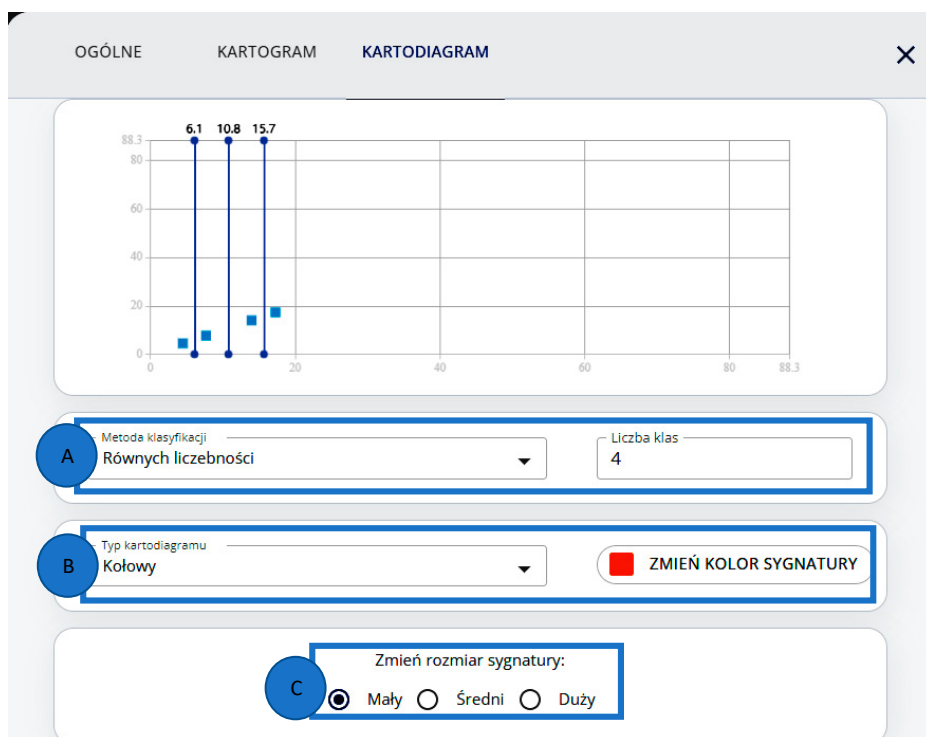 OGÓLNE KARTOGRAM KARTODIAGRAM
6.1 10.8 15.7
88.3
80
60
40
20
0
0 20 40 60 80 88.3
A
Metoda klasyfikacji
Równych liczebności
Liczba klas
4
B
Typ kartodiagramu
Kołowy
ZMIEŃ KOLOR SYGNATURY
C
Zmień rozmiar sygnatury:
Mały Średni Duży